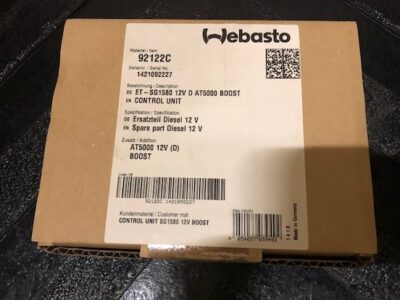 Webasto
Material / Item
92122C
Seriennr. / Serial No.
1421092227
Bezeichnung / Description
DE ET-SG1580 12V D AT5000 BOOST
EN CONTROL UNIT
Spezifikation / Specification
DE Ersatzteil Diesel 12 V
EN Spare part Diesel 12 V
Zusatz / Addition
AT5000 12V (D)
BOOST
92122C 1421092227
Kundenmaterial / Customer mat
CONTROL UNIT SG1580 12V BOOST
Made in Germany